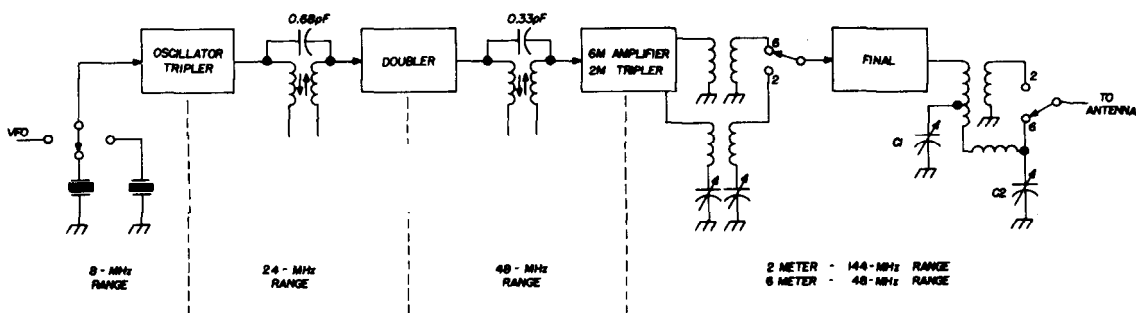 0.68pF
0.33pF
OSCILLATOR
TRIPLER
DOUBLER
6M AMPLIFIER
2M TRIPLER
6
2
FINAL
2
6
TO
ANTENNA
VFO
C1
C2
8 - MHz
RANGE
24 - MHz
RANGE
48 - MHz
RANGE
2 METER - 144-MHz RANGE
6 METER - 48-MHz RANGE